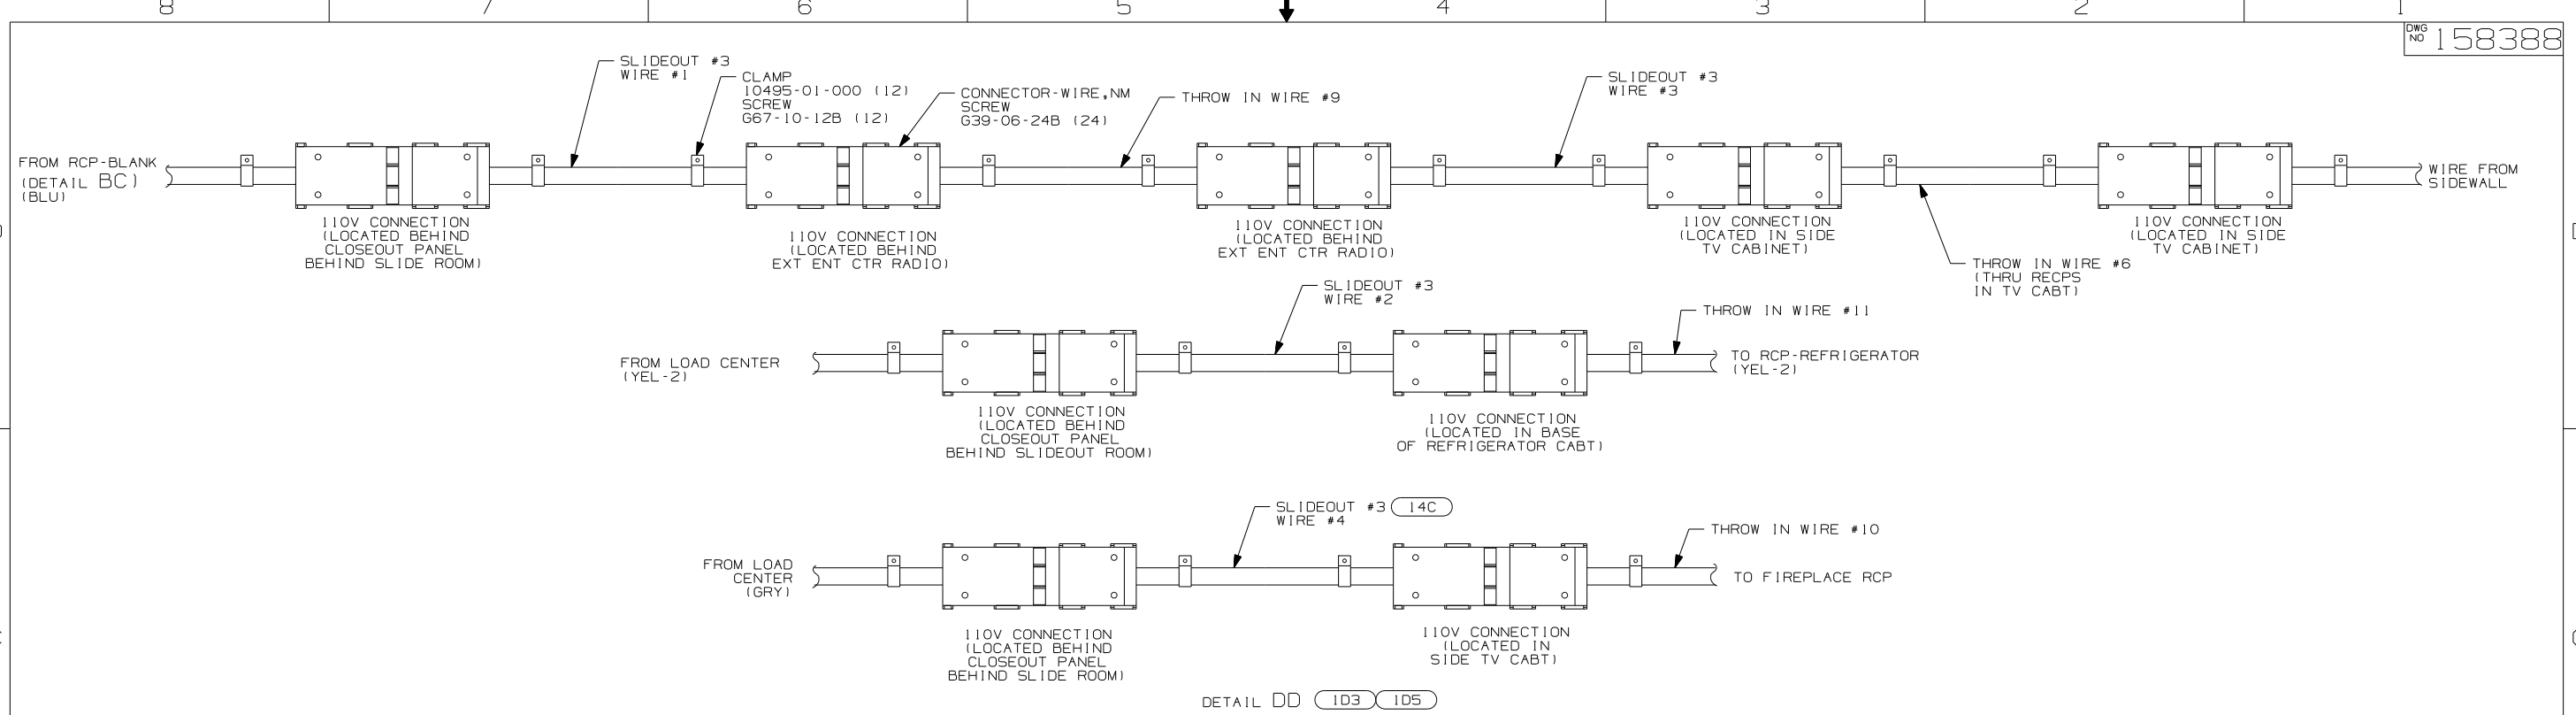 8 7 6 5 4 3 2 1
DWG
NO 158388
SLIDEOUT #3
WIRE #1
CLAMP
10495-01-000 (12)
SCREW
G67-10-12B (12)
CONNECTOR-WIRE,NM
SCREW
G39-06-24B (24)
THROW IN WIRE #9
SLIDEOUT #3
WIRE #3
FROM RCP-BLANK
(DETAIL BC)
(BLU)
WIRE FROM
SIDEWALL
110V CONNECTION
(LOCATED BEHIND
CLOSEOUT PANEL
BEHIND SLIDE ROOM)
110V CONNECTION
(LOCATED BEHIND
EXT ENT CTR RADIO)
110V CONNECTION
(LOCATED BEHIND
EXT ENT CTR RADIO)
110V CONNECTION
(LOCATED IN SIDE
TV CABINET)
110V CONNECTION
(LOCATED IN SIDE
TV CABINET)
THROW IN WIRE #6
(THRU RECPS
IN TV CABT)
SLIDEOUT #3
WIRE #2
THROW IN WIRE #11
FROM LOAD CENTER
(YEL-2)
TO RCP-REFRIGERATOR
(YEL-2)
110V CONNECTION
(LOCATED BEHIND
CLOSEOUT PANEL
BEHIND SLIDEOUT ROOM)
110V CONNECTION
(LOCATED IN BASE
OF REFRIGERATOR CABT)
SLIDEOUT #3 14C
WIRE #4
THROW IN WIRE #10
FROM LOAD
CENTER
(GRY)
TO FIREPLACE RCP
110V CONNECTION
(LOCATED BEHIND
CLOSEOUT PANEL
BEHIND SLIDE ROOM)
110V CONNECTION
(LOCATED IN
SIDE TV CABT)
DETAIL DD 1D3 1D5